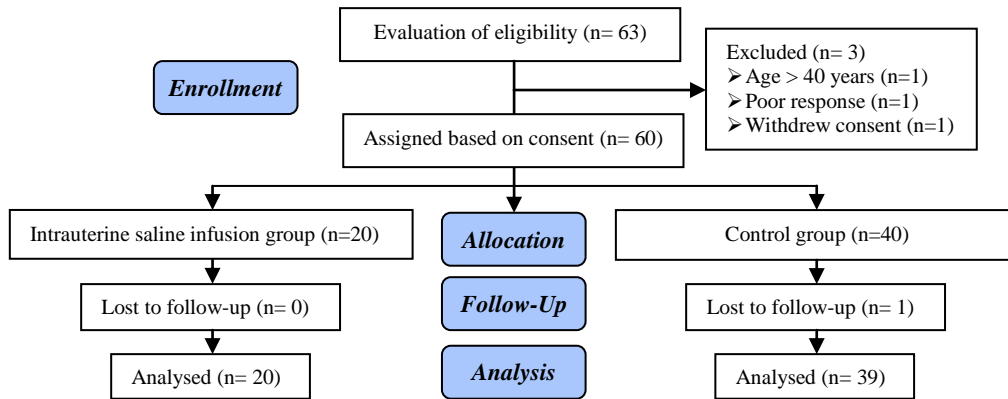 Evaluation of eligibility (n= 63)
Excluded (n= 3)
➢ Age > 40 years (n=1)
➢ Poor response (n=1)
➢ Withdrew consent (n=1)
Enrollment
Assigned based on consent (n= 60)
Intrauterine saline infusion group (n=20)
Allocation
Control group (n=40)
Lost to follow-up (n= 0)
Follow-Up
Lost to follow-up (n= 1)
Analysed (n= 20)
Analysis
Analysed (n= 39)